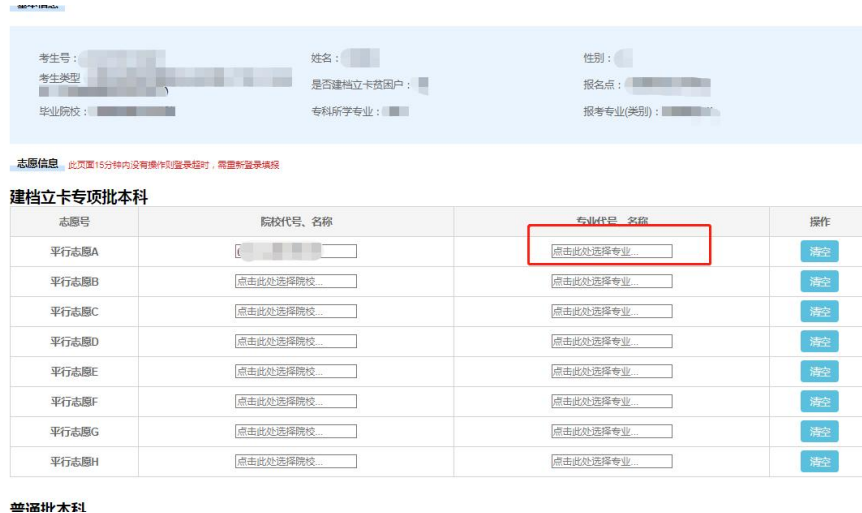 基本信息
考生号： 姓名： 性别：
考生类型
是否建档立卡贫困户： 报名点：
毕业院校： 专科所学专业： 报考专业(类别)：
志愿信息 此页面15分钟内没有操作则登录超时，需重新登录填报
建档立卡专项批本科
志愿号 院校代号、名称 专业代号、名称 操作
平行志愿A 点击此处选择专业... 清空
平行志愿B 点击此处选择院校... 点击此处选择专业... 清空
平行志愿C 点击此处选择院校... 点击此处选择专业... 清空
平行志愿D 点击此处选择院校... 点击此处选择专业... 清空
平行志愿E 点击此处选择院校... 点击此处选择专业... 清空
平行志愿F 点击此处选择院校... 点击此处选择专业... 清空
平行志愿G 点击此处选择院校... 点击此处选择专业... 清空
平行志愿H 点击此处选择院校... 点击此处选择专业... 清空
普通批本科